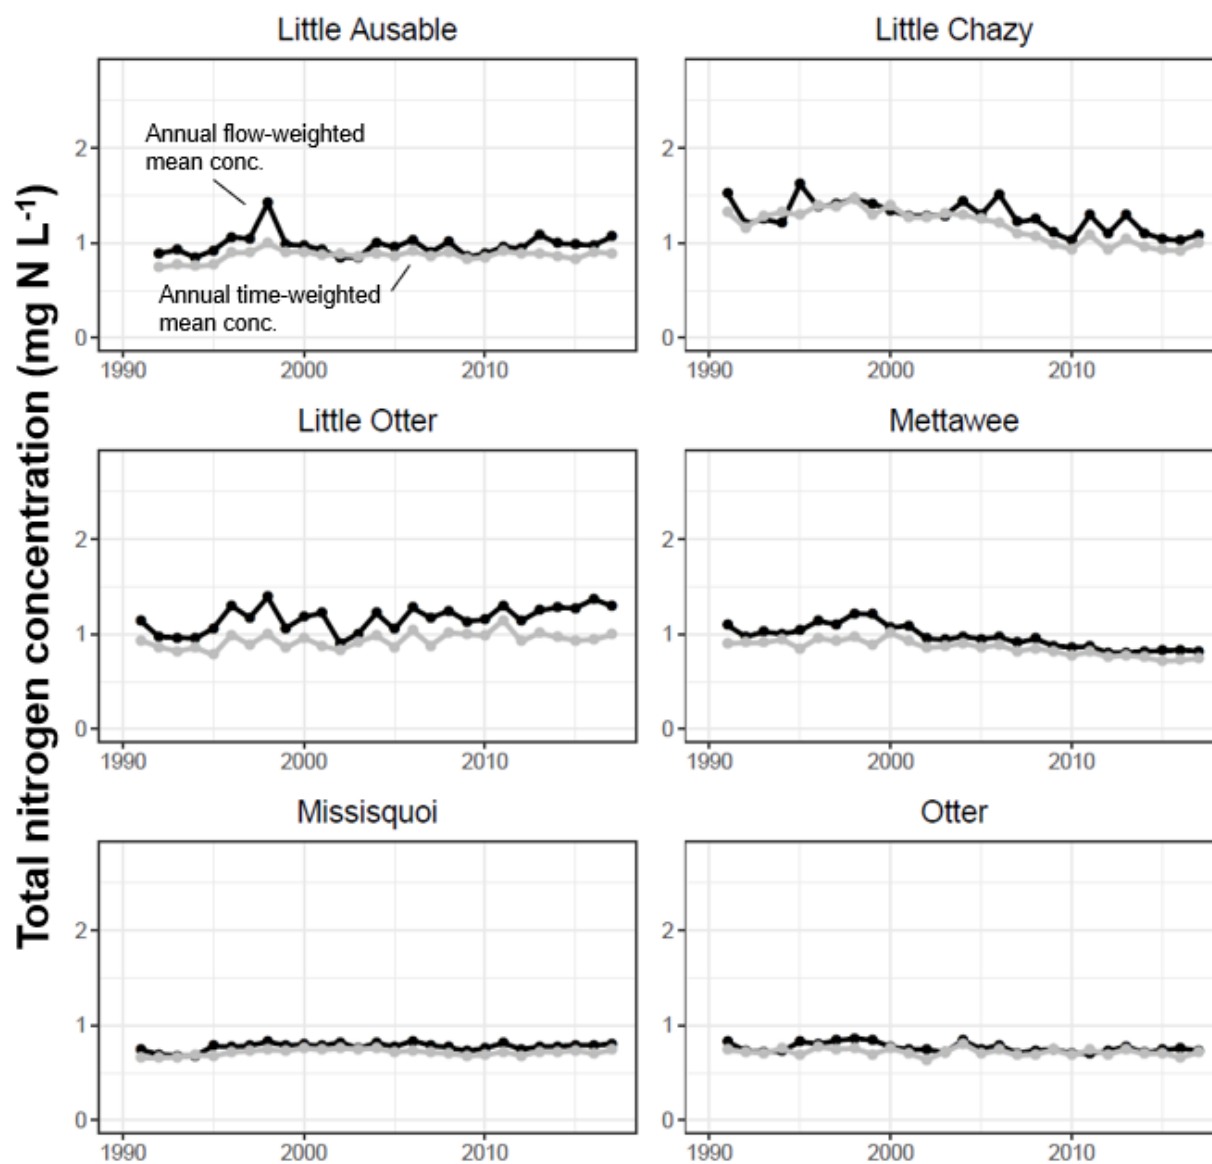 Little Ausable
Little Chazy
Total nitrogen concentration (mg N L-1)
2
1
0
Annual flow-weighted
mean conc.
Annual time-weighted
mean conc.
1990 2000 2010
2
1
0
1990 2000 2010
Little Otter
Mettawee
2
1
0
1990 2000 2010
2
1
0
1990 2000 2010
Missisquoi
Otter
2
1
0
1990 2000 2010
2
1
0
1990 2000 2010